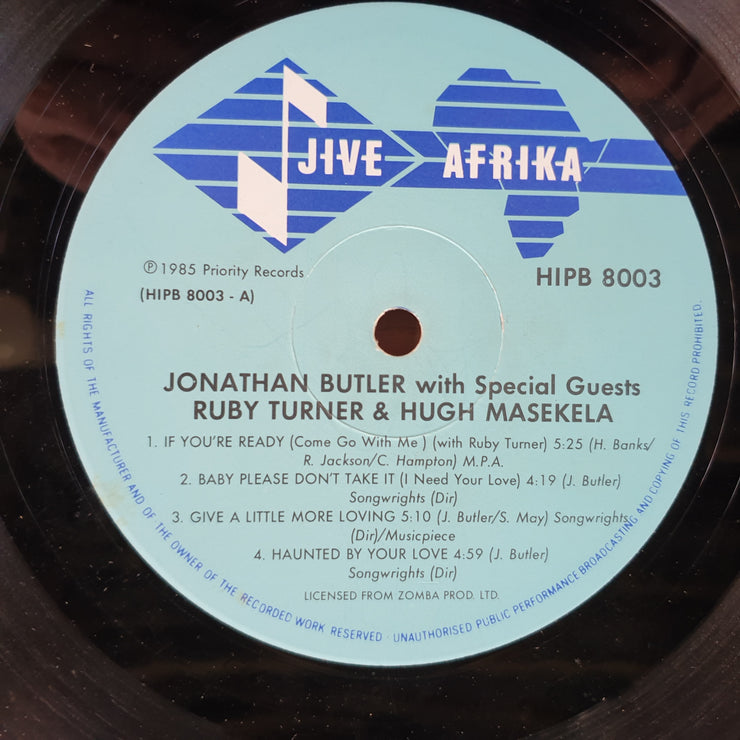 JIVE AFRIKA
℗ 1985 Priority Records
(HIPB 8003 - A)
HIPB 8003
JONATHAN BUTLER with Special Guests
RUBY TURNER & HUGH MASEKELA
1. IF YOU'RE READY (Come Go With Me ) (with Ruby Turner) 5:25 (H. Banks/
R. Jackson/C. Hampton) M.P.A.
2. BABY PLEASE DON'T TAKE IT (I Need Your Love) 4:19 (J. Butler)
Songwrights (Dir)
3. GIVE A LITTLE MORE LOVING 5:10 (J. Butler/S. May) Songwrights
(Dir)/Musicpiece
4. HAUNTED BY YOUR LOVE 4:59 (J. Butler)
Songwrights (Dir)
LICENSED FROM ZOMBA PROD. LTD.
ALL RIGHTS OF THE MANUFACTURER AND OF THE OWNER OF THE RECORDED WORK RESERVED · UNAUTHORISED PUBLIC PERFORMANCE BROADCASTING AND COPYING OF THIS RECORD PROHIBITED.